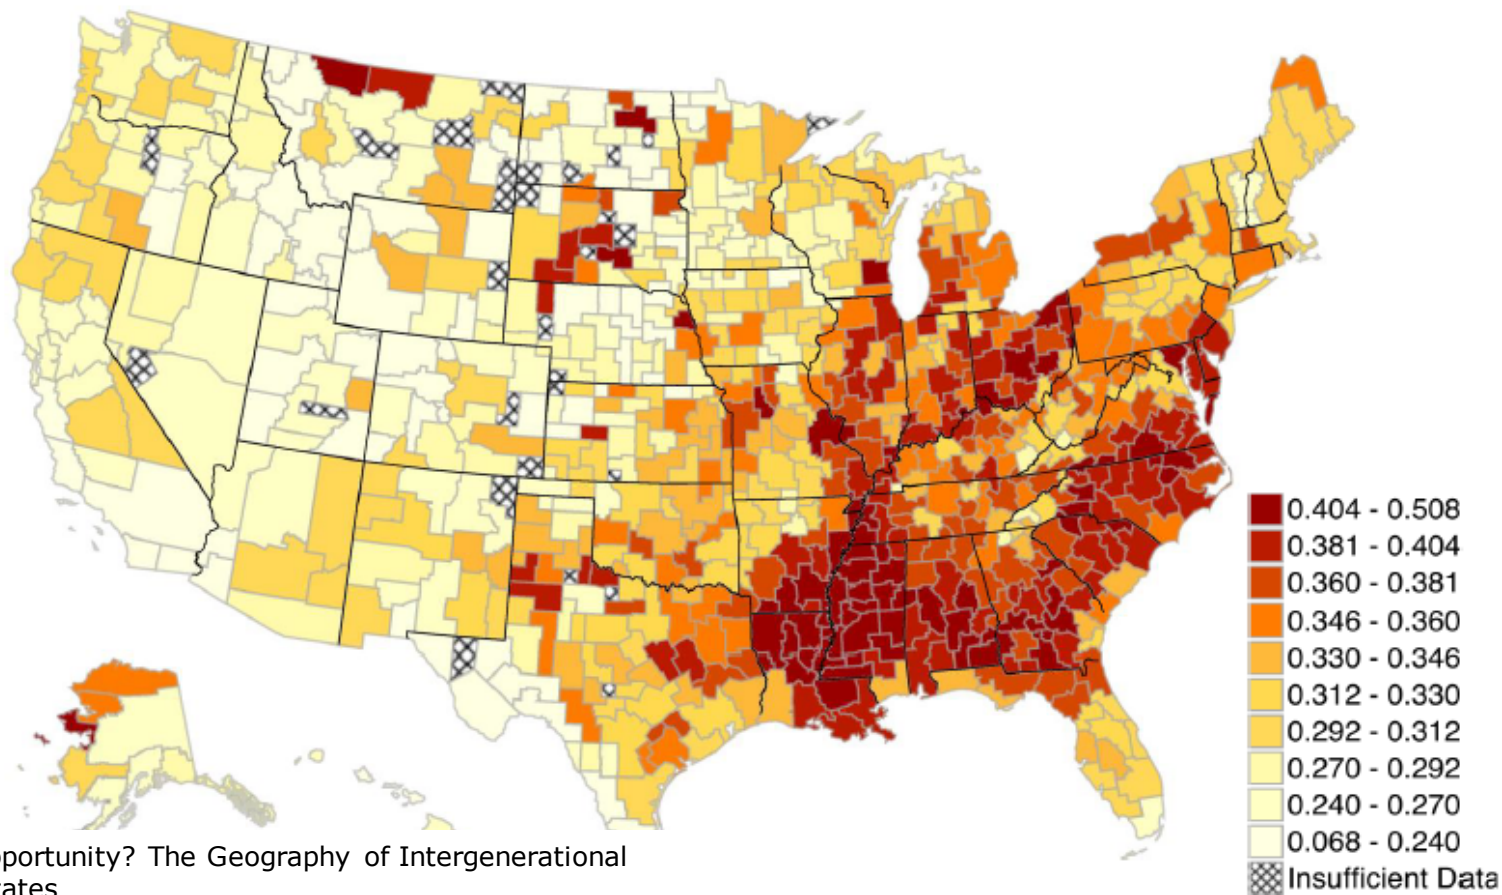 0.404 - 0.508
0.381 - 0.404
0.360 - 0.381
0.346 - 0.360
0.330 - 0.346
0.312 - 0.330
0.292 - 0.312
0.270 - 0.292
0.240 - 0.270
0.068 - 0.240
Insufficient Data
pportunity? The Geography of Intergenerational
tates